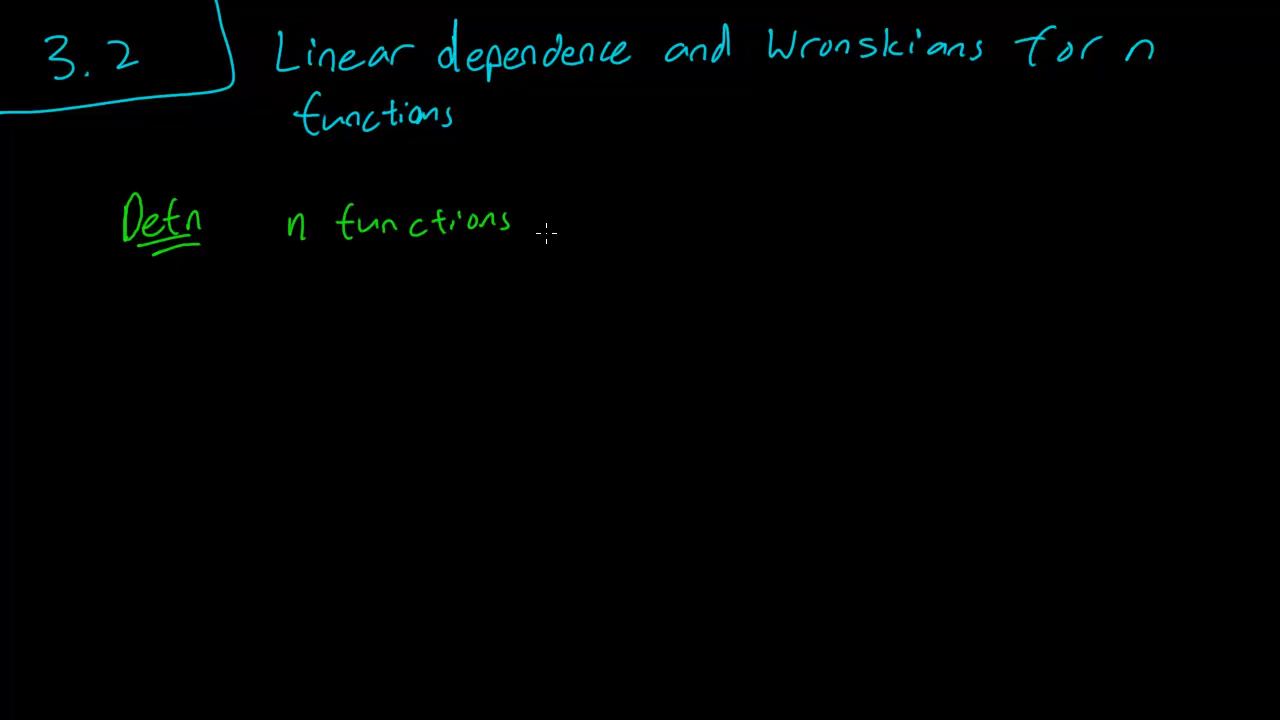 3.2 Linear dependence and Wronskians for n
functions
Defn n functions